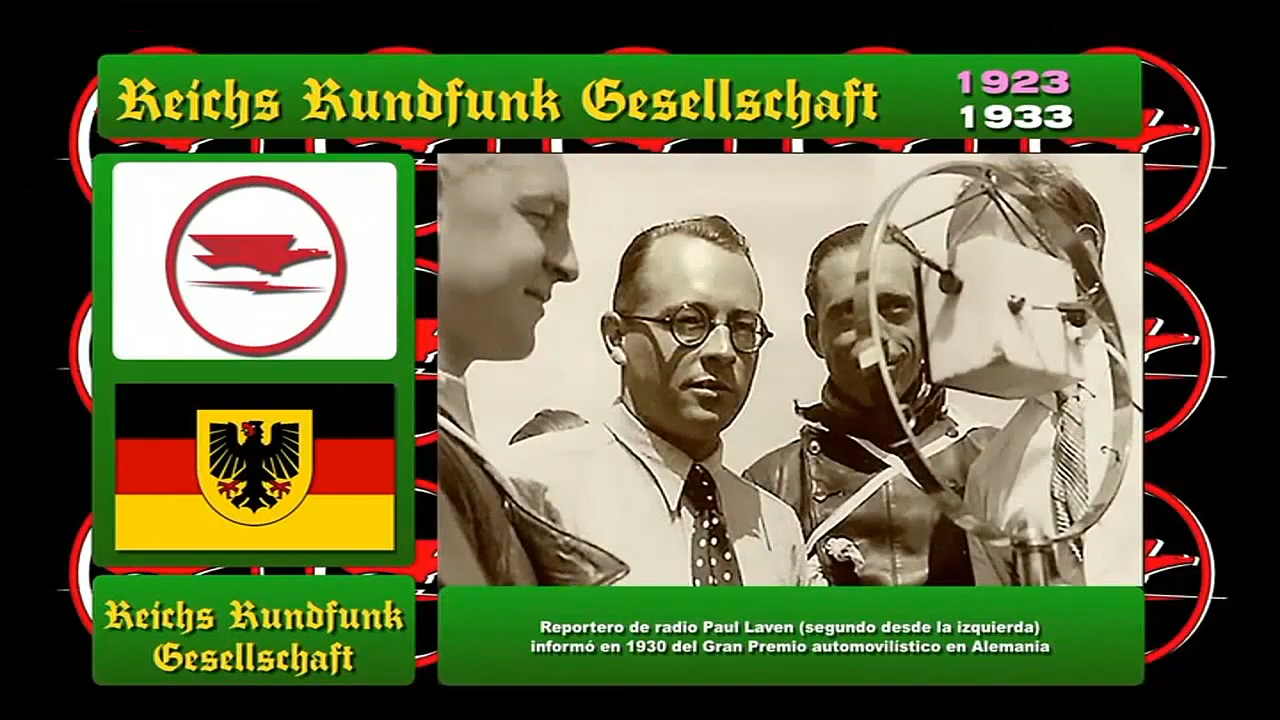 Reichs Rundfunk Gesellschaft
1923
1933
Reichs Rundfunk
Gesellschaft
Reportero de radio Paul Laven (segundo desde la izquierda)
informó en 1930 del Gran Premio automovilístico en Alemania